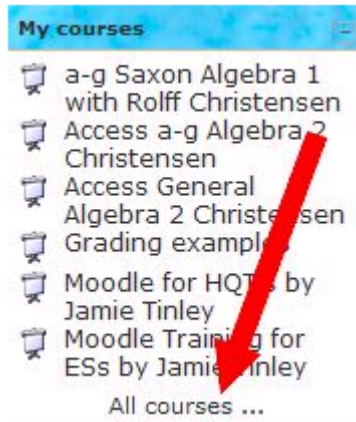 My courses
a-g Saxon Algebra 1
with Rolff Christensen
Access a-g Algebra 2
Christensen
Access General
Algebra 2 Christensen
Grading examples
Moodle for HQTs by
Jamie Tinley
Moodle Training for
ESs by Jamie Tinley
All courses ...